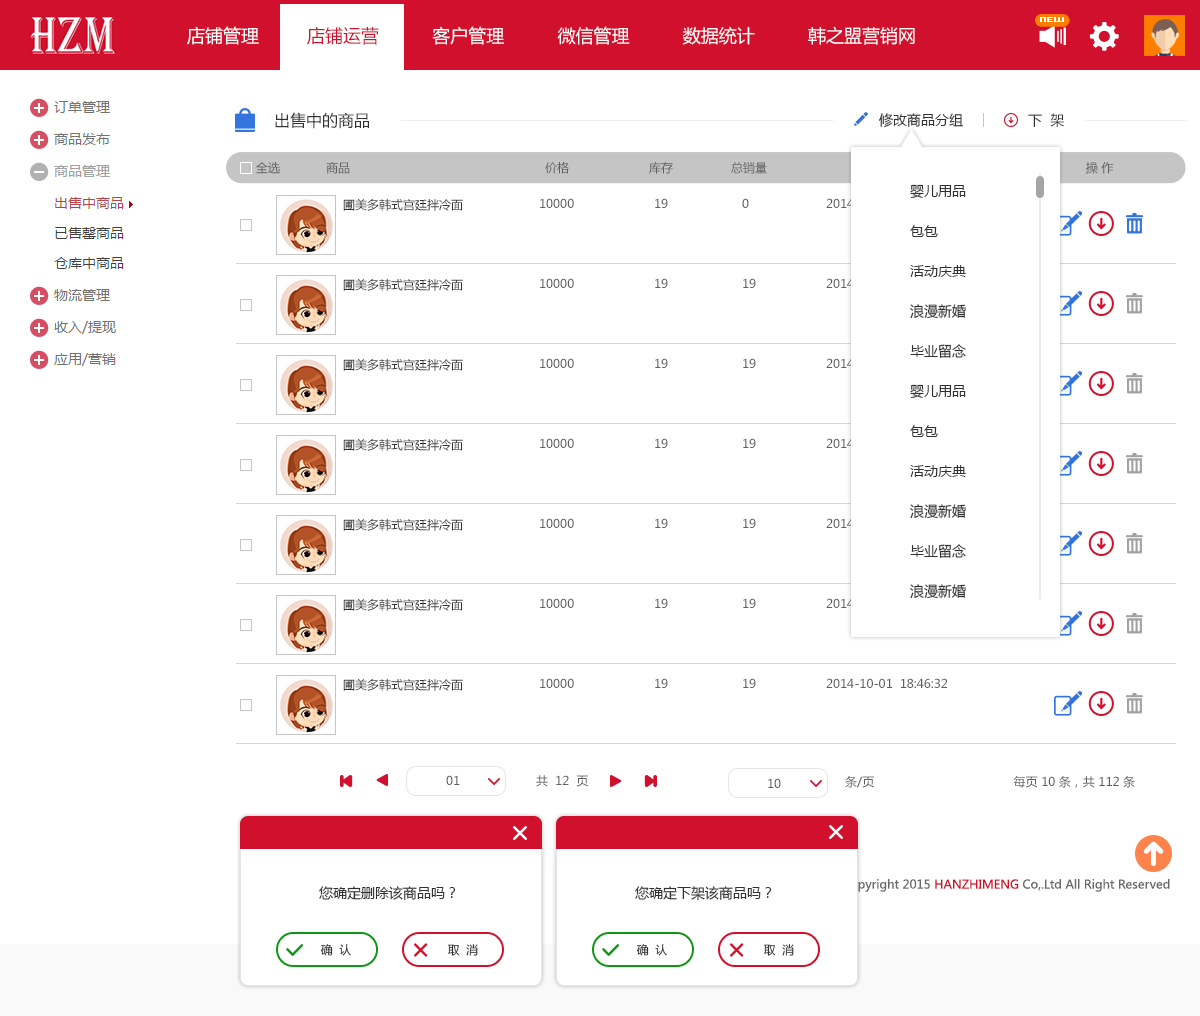 HZM 店铺管理 店铺运营 客户管理 微信管理 数据统计 韩之盟营销网 NEW
订单管理
商品发布
商品管理
出售中商品
已售罄商品
仓库中商品
物流管理
收入/提现
应用/营销
出售中的商品 修改商品分组 下 架
全选 商品 价格 库存 总销量 操 作
圃美多韩式宫廷拌冷面 10000 19 0 2014
圃美多韩式宫廷拌冷面 10000 19 19 2014
圃美多韩式宫廷拌冷面 10000 19 19 2014
圃美多韩式宫廷拌冷面 10000 19 19 2014
圃美多韩式宫廷拌冷面 10000 19 19 2014
圃美多韩式宫廷拌冷面 10000 19 19 2014
圃美多韩式宫廷拌冷面 10000 19 19 2014-10-01 18:46:32
婴儿用品
包包
活动庆典
浪漫新婚
毕业留念
婴儿用品
包包
活动庆典
浪漫新婚
毕业留念
浪漫新婚
01 共 12 页 10 条/页 每页 10 条，共 112 条
您确定删除该商品吗？
确 认 取 消
您确定下架该商品吗？
确 认 取 消
pyright 2015 HANZHIMENG Co,.Ltd All Right Reserved